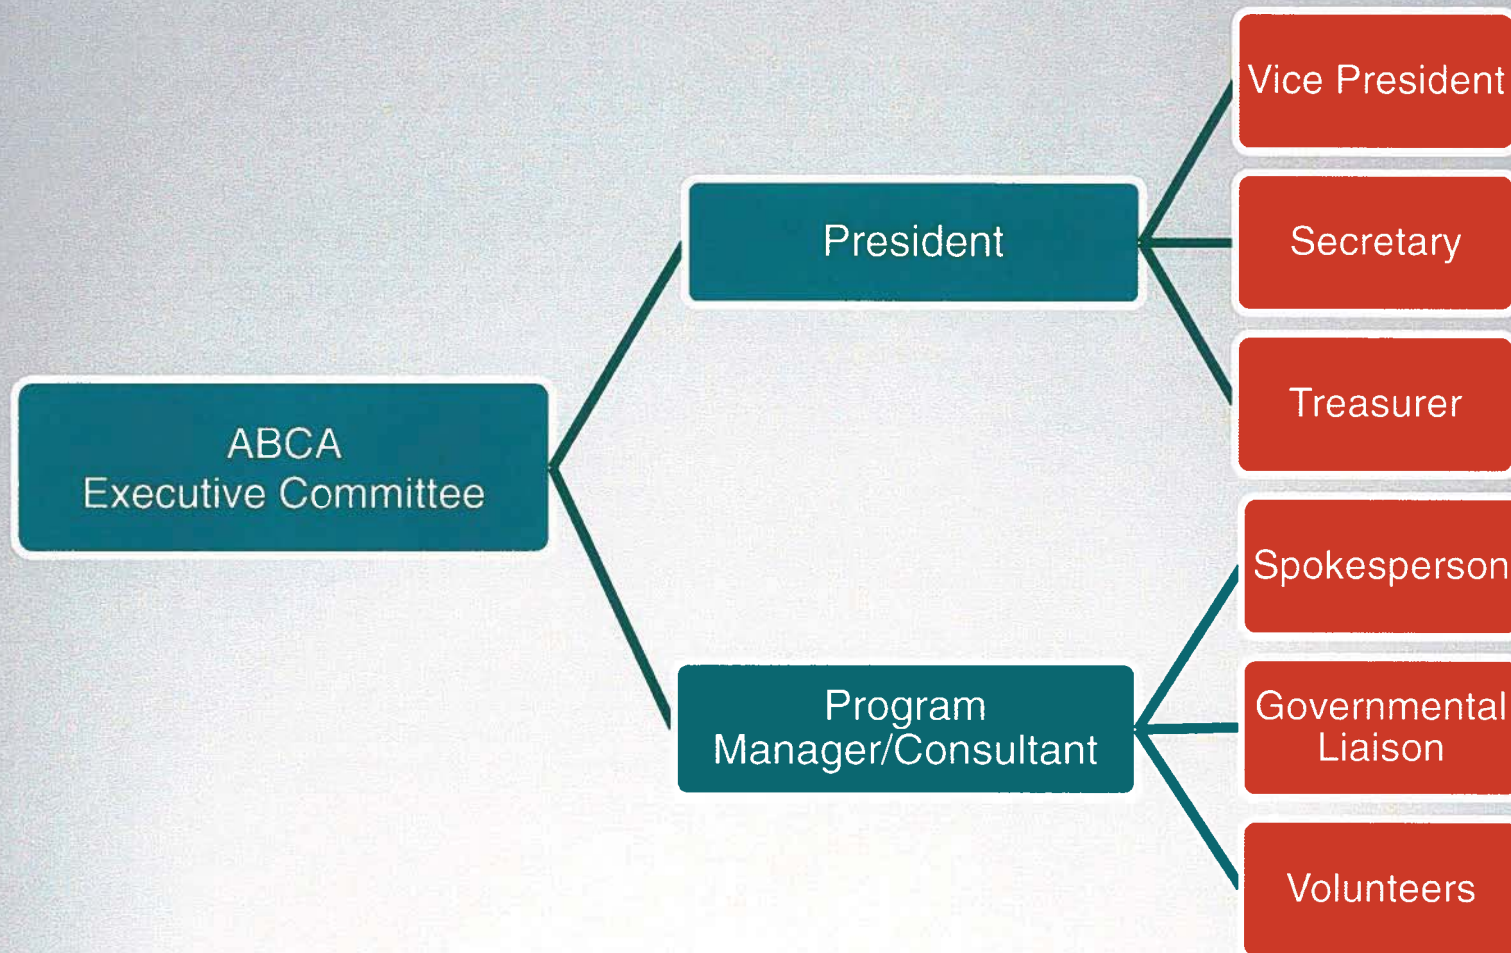 ABCA
Executive Committee
President
Program
Manager/Consultant
Vice President
Secretary
Treasurer
Spokesperson
Governmental
Liaison
Volunteers